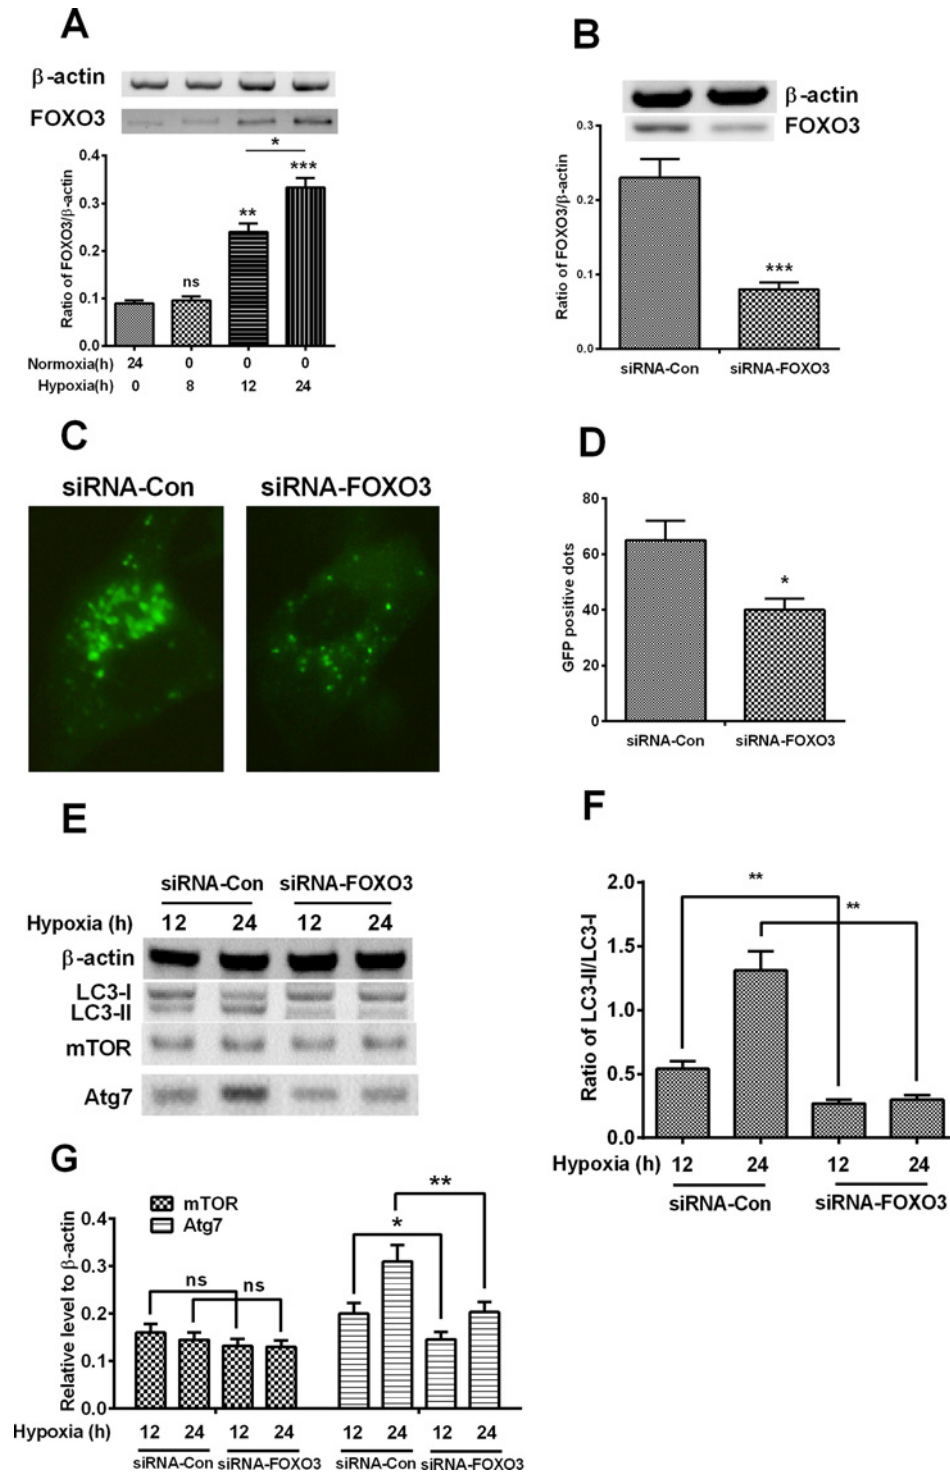 A
β-actin
FOXO3
*
***
**
ns
Ratio of FOXO3/β-actin
0.4
0.3
0.2
0.1
0.0
Normoxia(h) 24 0 0 0
Hypoxia(h) 0 8 12 24
B
β-actin
FOXO3
Ratio of FOXO3/β-actin
0.3
0.2
0.1
0.0
***
siRNA-Con siRNA-FOXO3
C
siRNA-Con siRNA-FOXO3
D
GFP positive dots
80
60
40
20
0
*
siRNA-Con siRNA-FOXO3
E
siRNA-Con siRNA-FOXO3
Hypoxia (h) 12 24 12 24
β-actin
LC3-I
LC3-II
mTOR
Atg7
F
Ratio of LC3-II/LC3-I
2.0
1.5
1.0
0.5
0.0
**
**
Hypoxia (h) 12 24 12 24
siRNA-Con siRNA-FOXO3
G
mTOR
Atg7
Relative level to β-actin
0.4
0.3
0.2
0.1
0.0
ns
ns
*
**
Hypoxia (h) 12 24 12 24 12 24 12 24
siRNA-Con siRNA-FOXO3 siRNA-Con siRNA-FOXO3